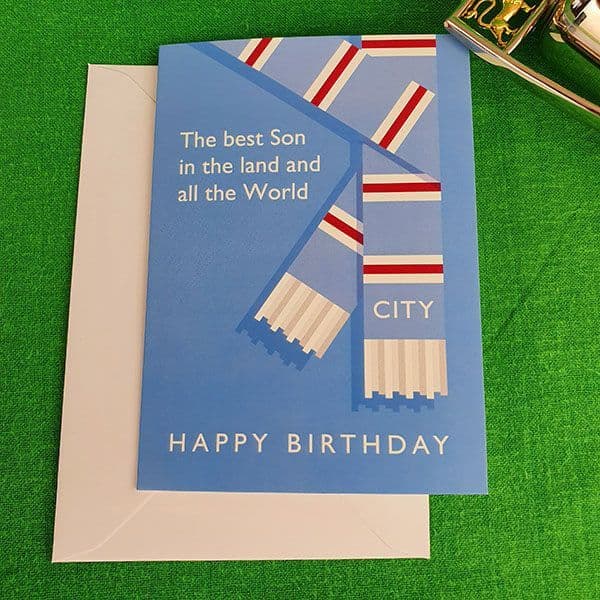 The best Son
in the land and
all the World
CITY
HAPPY BIRTHDAY